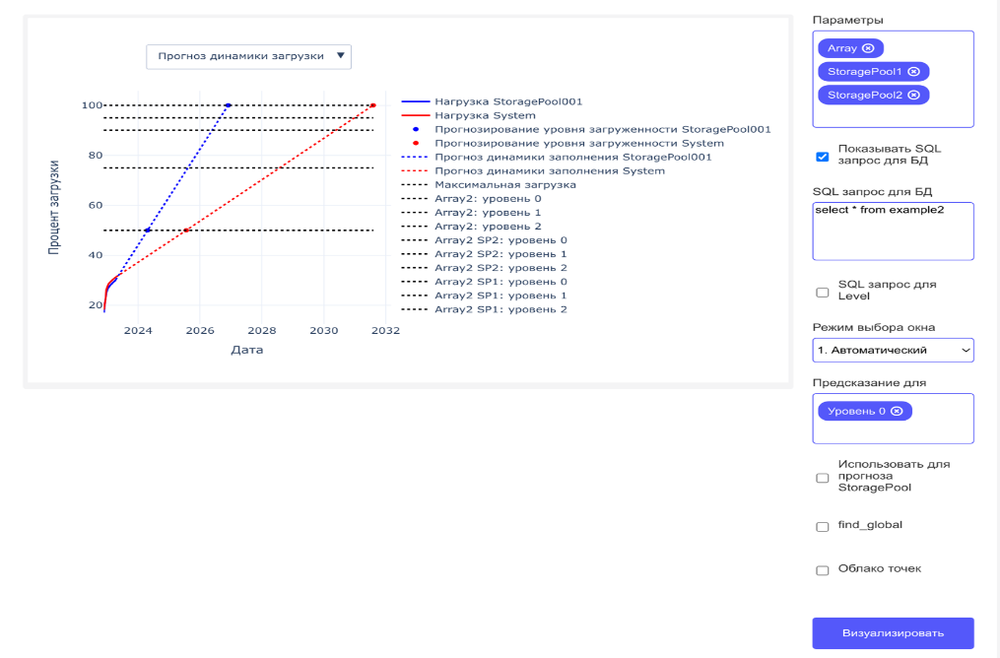 Прогноз динамики загрузки
100
80
60
40
20
Процент загрузки
2024 2026 2028 2030 2032
Дата
Нагрузка StoragePool001
Нагрузка System
Прогнозирование уровня загруженности StoragePool001
Прогнозирование уровня загруженности System
Прогноз динамики заполнения StoragePool001
Прогноз динамики заполнения System
Максимальная загрузка
Array2: уровень 0
Array2: уровень 1
Array2: уровень 2
Array2 SP2: уровень 0
Array2 SP2: уровень 1
Array2 SP2: уровень 2
Array2 SP1: уровень 0
Array2 SP1: уровень 1
Array2 SP1: уровень 2
Параметры
Array
StoragePool1
StoragePool2
Показывать SQL
запрос для БД
SQL запрос для БД
select * from example2
SQL запрос для
Level
Режим выбора окна
1. Автоматический
Предсказание для
Уровень 0
Использовать для
прогноза
StoragePool
find_global
Облако точек
Визуализировать